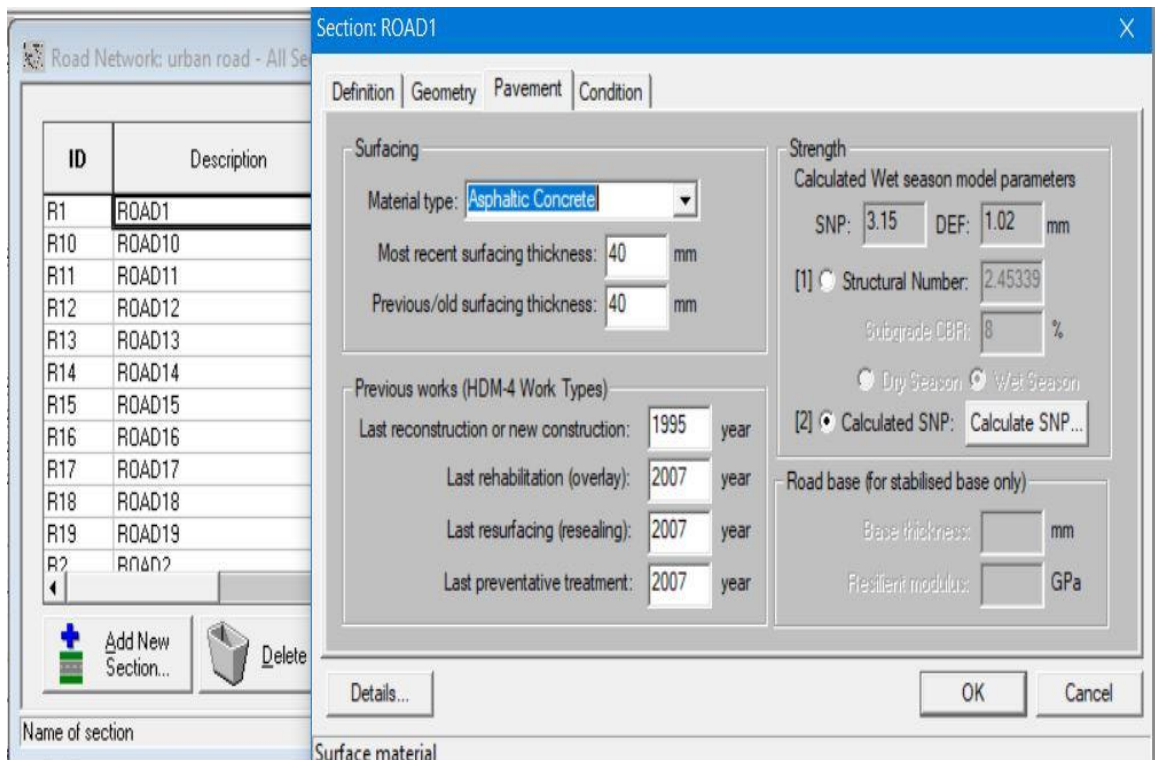 Road Network: urban road - All Se
ID Description
R1 ROAD1
R10 ROAD10
R11 ROAD11
R12 ROAD12
R13 ROAD13
R14 ROAD14
R15 ROAD15
R16 ROAD16
R17 ROAD17
R18 ROAD18
R19 ROAD19
R2 ROAD2
Add New
Section...
Delete
Name of section
Section: ROAD1
X
Definition Geometry Pavement Condition
Surfacing
Material type: Asphaltic Concrete
Most recent surfacing thickness: 40 mm
Previous/old surfacing thickness: 40 mm
Previous works (HDM-4 Work Types)
Last reconstruction or new construction: 1995 year
Last rehabilitation (overlay): 2007 year
Last resurfacing (resealing): 2007 year
Last preventative treatment: 2007 year
Strength
Calculated Wet season model parameters
SNP: 3.15 DEF: 1.02 mm
[1] Structural Number: 2.45339
Subgrade CBR: 8 %
Dry Season Wet Season
[2] Calculated SNP: Calculate SNP...
Road base (for stabilised base only)
Base thickness: mm
Resilient modulus: GPa
Details...
OK
Cancel
Surface material